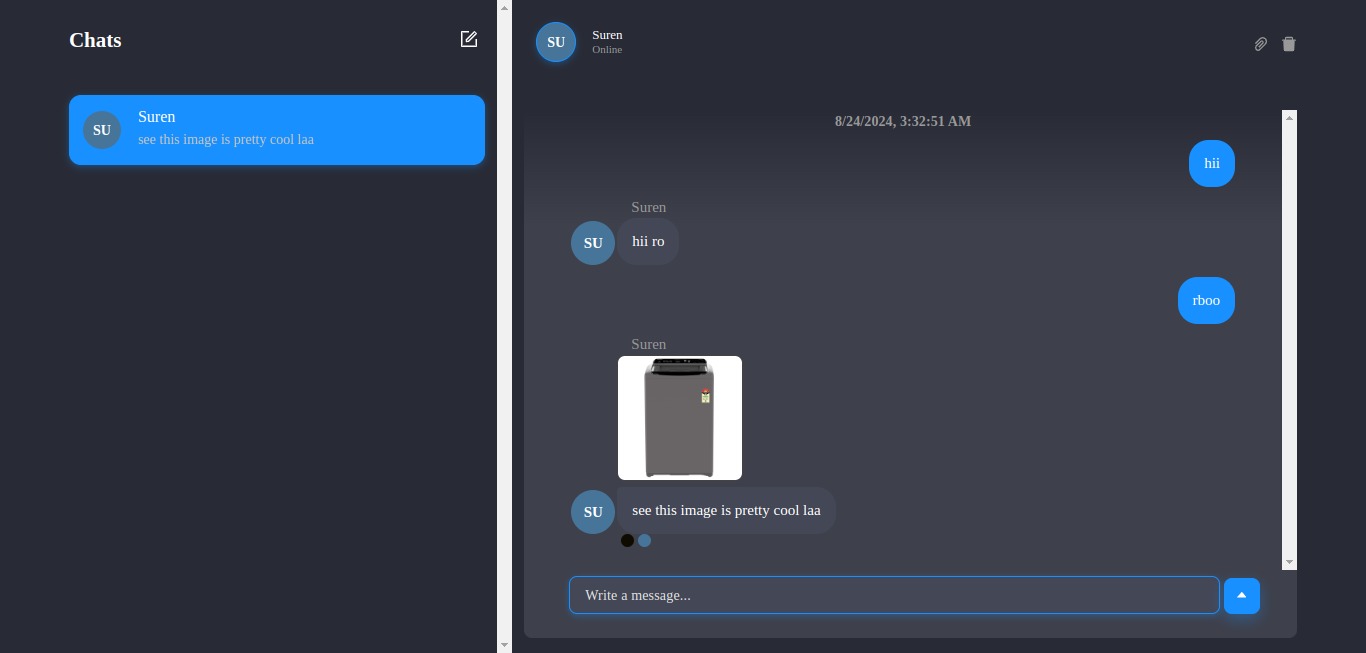 Chats
SU
Suren
see this image is pretty cool laa
SU
Suren
Online
8/24/2024, 3:32:51 AM
hii
Suren
SU
hii ro
rboo
Suren
SU
see this image is pretty cool laa
Write a message...